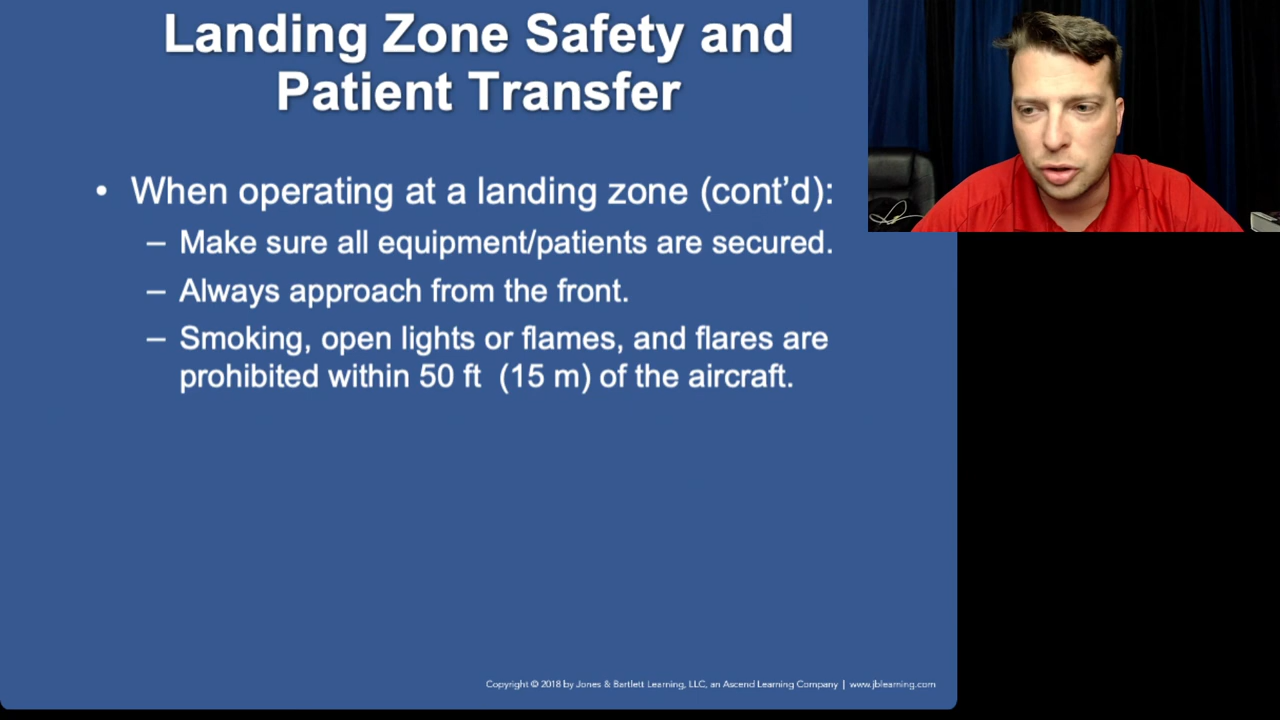 Landing Zone Safety and
Patient Transfer
• When operating at a landing zone (cont’d):
– Make sure all equipment/patients are secured.
– Always approach from the front.
– Smoking, open lights or flames, and flares are
prohibited within 50 ft (15 m) of the aircraft.
Copyright © 2018 by Jones & Bartlett Learning, LLC, an Ascend Learning Company | www.jblearning.com